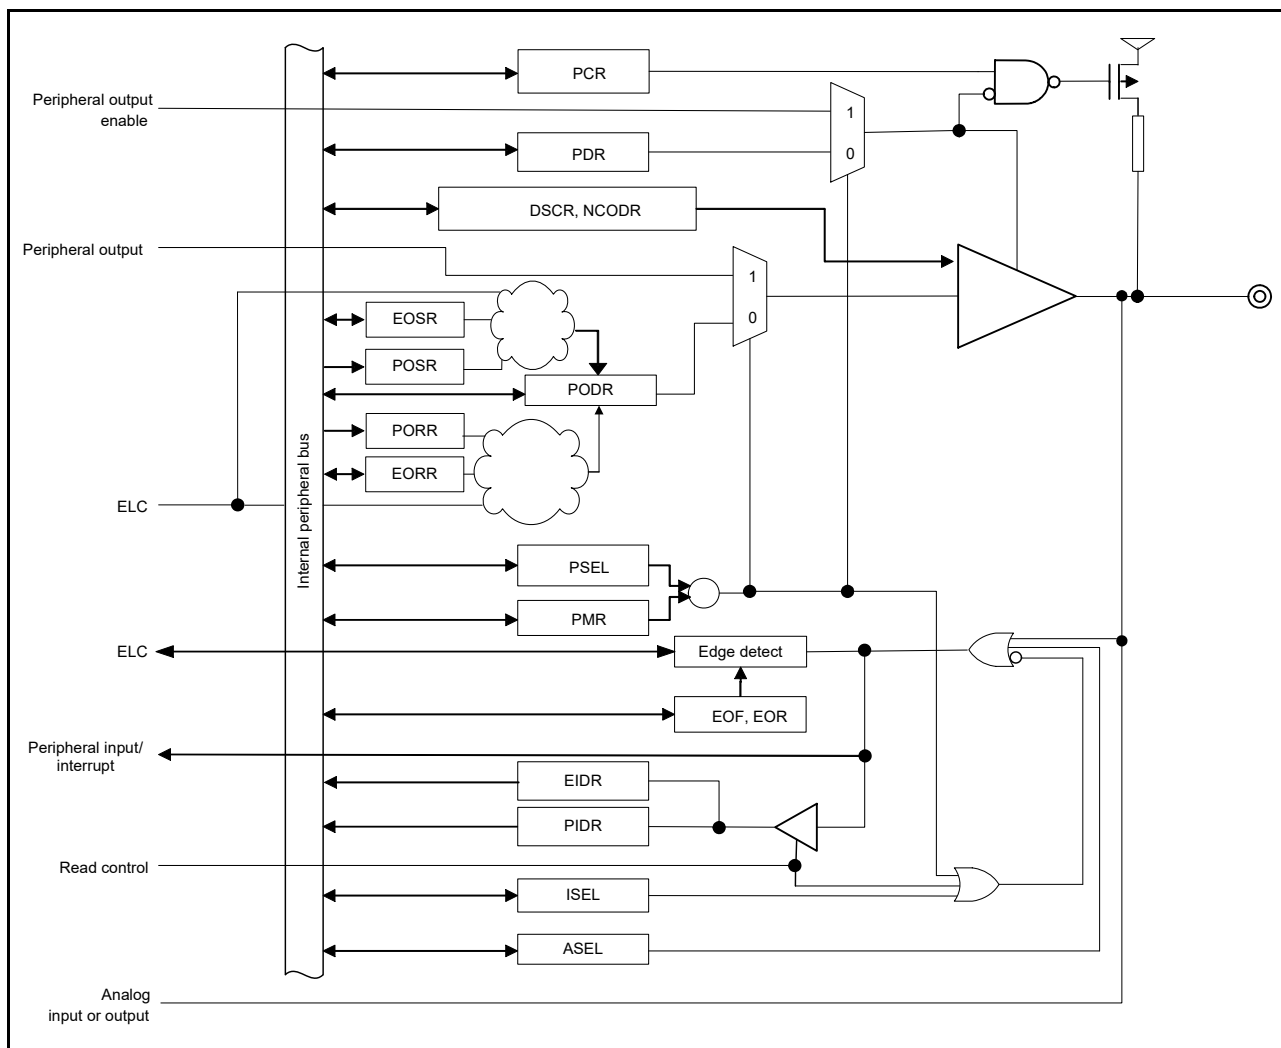 PCR
Peripheral output
enable
1
PDR
0
DSCR, NCODR
Peripheral output
1
EOSR
0
POSR
PODR
PORR
EORR
ELC
Internal peripheral bus
PSEL
PMR
ELC
Edge detect
EOF, EOR
Peripheral input/
interrupt
EIDR
PIDR
Read control
ISEL
ASEL
Analog
input or output